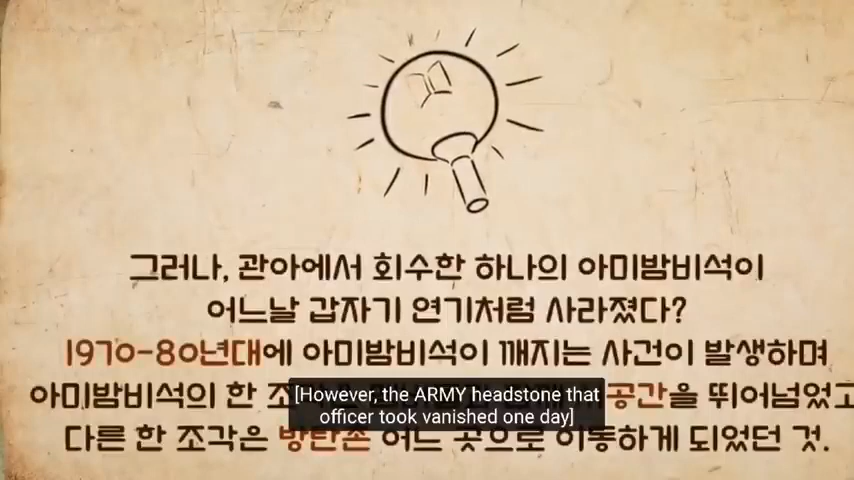 그러나, 관아에서 회수한 하나의 아미밤비석이
어느날 갑자기 연기처럼 사라졌다?
1970-80년대에 아미밤비석이 깨지는 사건이 발생하며
아미밤비석의 한 공간을 뛰어넘었고
다른 한 조각은 방탄촌 어느 곳으로 이동하게 되었던 것.
[However, the ARMY headstone that
officer took vanished one day]